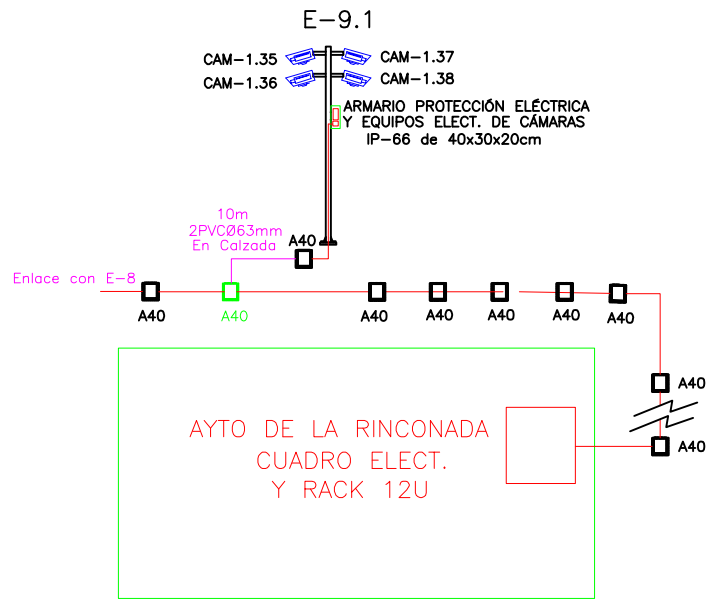 E-9.1
CAM-1.35
CAM-1.37
CAM-1.36
CAM-1.38
ARMARIO PROTECCIÓN ELÉCTRICA
Y EQUIPOS ELECT. DE CÁMARAS
IP-66 de 40x30x20cm
10m
2PVCØ63mm
En Calzada
A40
Enlace con E-8
A40
A40
A40
A40
A40
A40
A40
A40
A40
AYTO DE LA RINCONADA
CUADRO ELECT.
Y RACK 12U